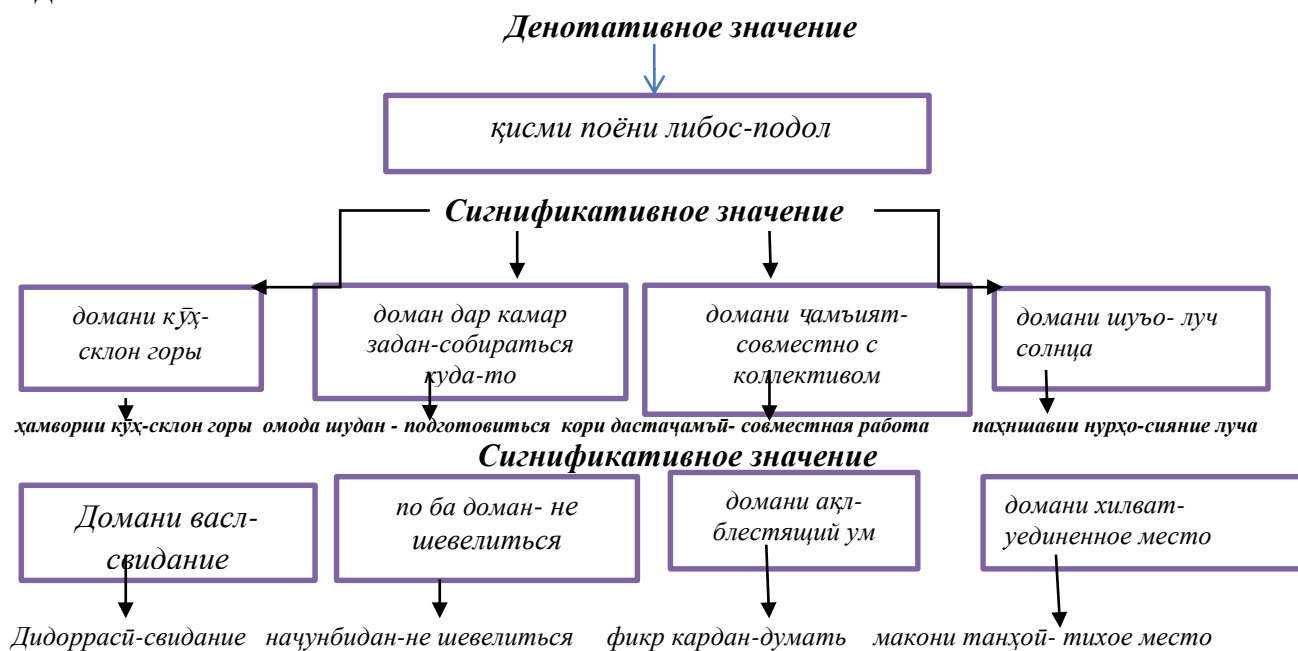 Денотативное значение
қисми поёни либос-подол
Сигнификативное значение
домани кӯҳ-
склон горы
доман дар камар
задан-собираться
куда-то
домани ҷамъият-
совместно с
коллективом
домани шуъо- луч
солнца
ҳамвории кӯҳ-склон горы омода шудан - подготовиться кори дастаҷамъӣ- совместная работа паҳншавии нурҳо-сияние луча
Сигнификативное значение
Домани васл-
свидание
по ба доман- не
шевелиться
домани ақл-
блестящий ум
домани хилват-
уединенное место
Дидоррасӣ-свидание наҷунбидан-не шевелиться фикр кардан-думать макони танҳоӣ- тихое место